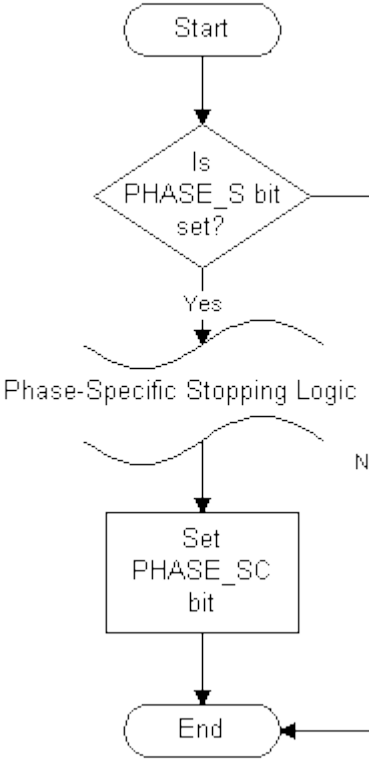 Start
Is
PHASE_S bit
set?
Yes
Phase-Specific Stopping Logic
N
Set
PHASE_SC
bit
End